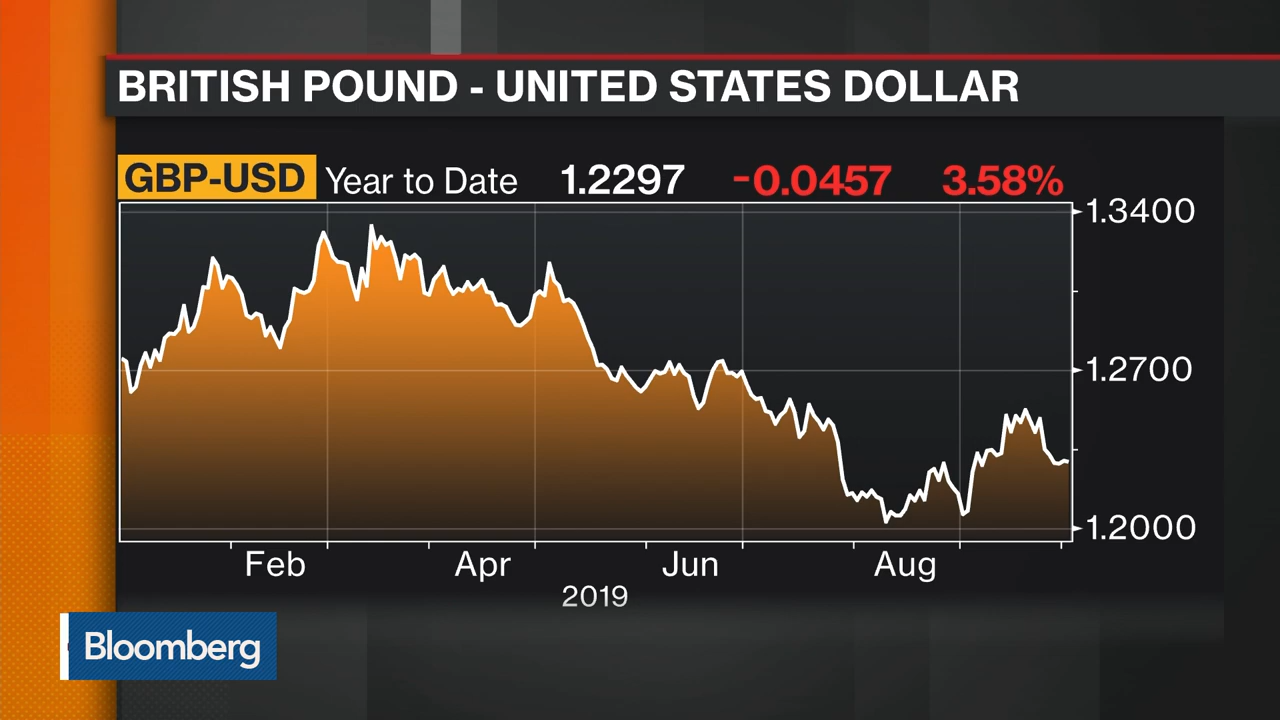 BRITISH POUND - UNITED STATES DOLLAR
GBP-USD Year to Date 1.2297 -0.0457 3.58%
1.3400
1.2700
1.2000
Feb Apr Jun Aug
2019
Bloomberg